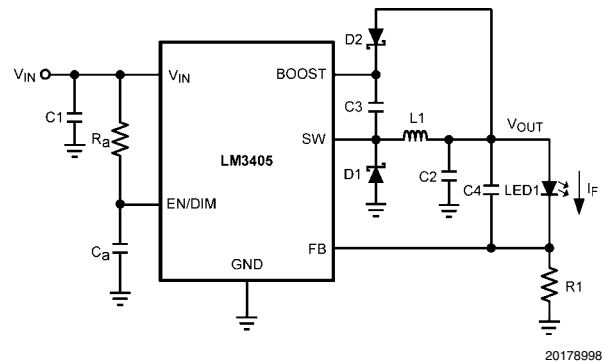 D2
VIN
VIN
BOOST
C1
C3
Ra
L1
VOUT
SW
LM3405
D1
C2
C4
LED1
IF
EN/DIM
Ca
FB
GND
R1
20178998